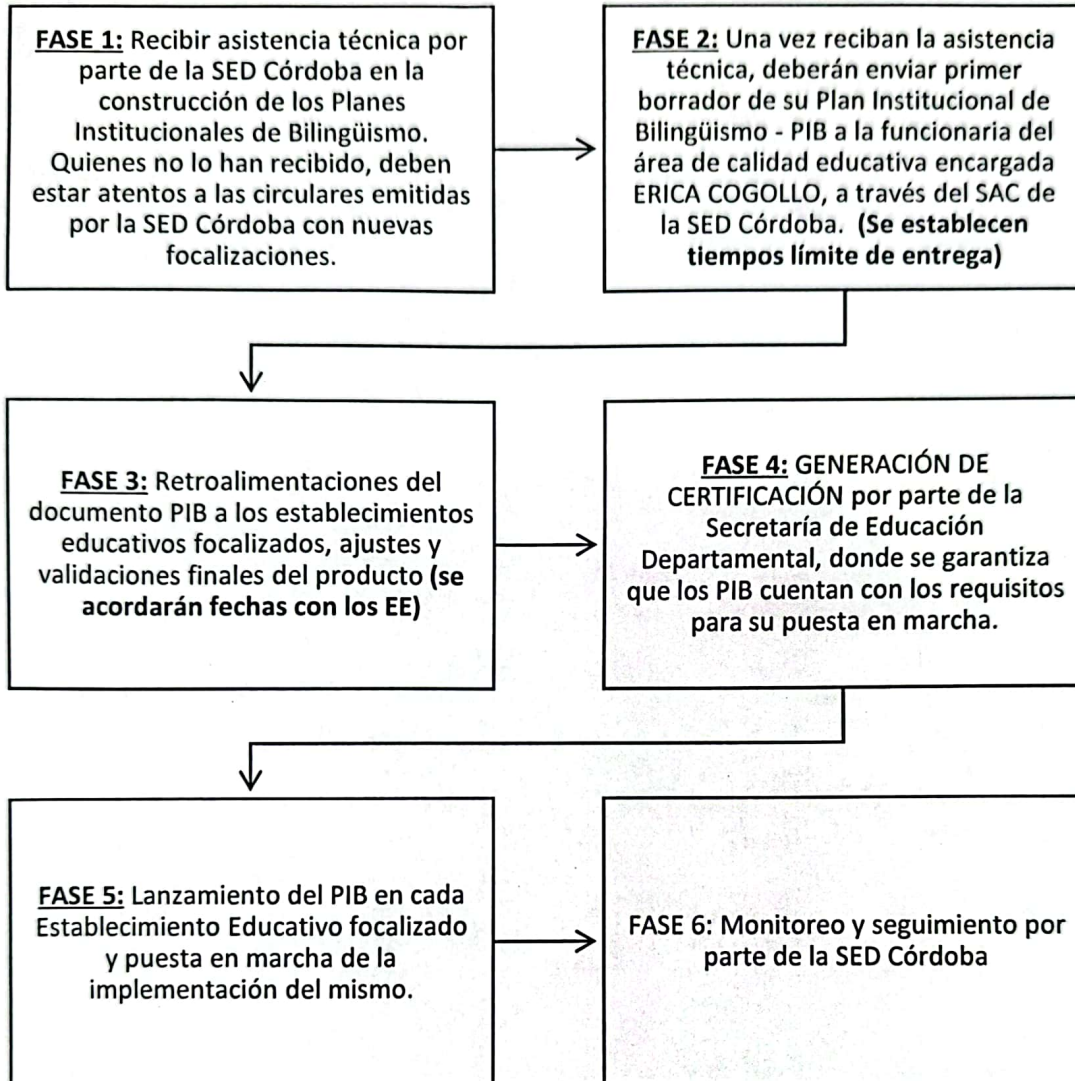 FASE 1: Recibir asistencia técnica por
parte de la SED Córdoba en la
construcción de los Planes
Institucionales de Bilingüismo.
Quienes no lo han recibido, deben
estar atentos a las circulares emitidas
por la SED Córdoba con nuevas
focalizaciones.
FASE 2: Una vez reciban la asistencia
técnica, deberán enviar primer
borrador de su Plan Institucional de
Bilingüismo - PIB a la funcionaria del
área de calidad educativa encargada
ERICA COGOLLO, a través del SAC de
la SED Córdoba. (Se establecen
tiempos límite de entrega)
FASE 3: Retroalimentaciones del
documento PIB a los establecimientos
educativos focalizados, ajustes y
validaciones finales del producto (se
acordarán fechas con los EE)
FASE 4: GENERACIÓN DE
CERTIFICACIÓN por parte de la
Secretaría de Educación
Departamental, donde se garantiza
que los PIB cuentan con los requisitos
para su puesta en marcha.
FASE 5: Lanzamiento del PIB en cada
Establecimiento Educativo focalizado
y puesta en marcha de la
implementación del mismo.
FASE 6: Monitoreo y seguimiento por
parte de la SED Córdoba